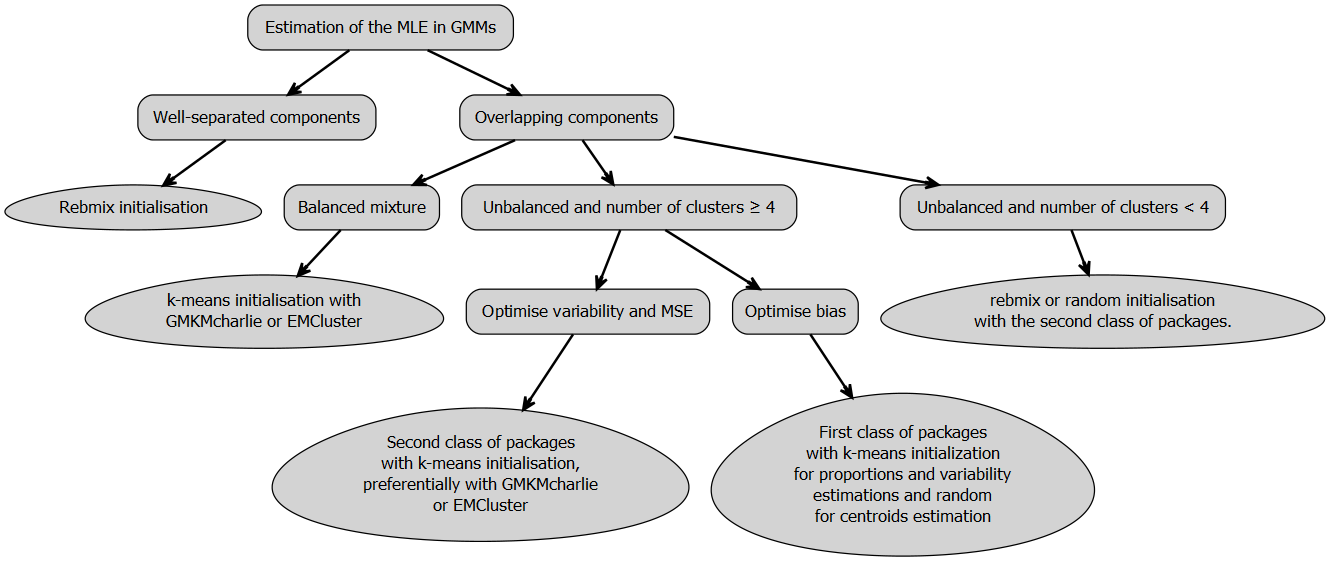 Estimation of the MLE in GMMs
Well-separated components
Overlapping components
Rebmix initialisation
Balanced mixture
Unbalanced and number of clusters ≥ 4
Unbalanced and number of clusters < 4
k-means initialisation with
GMKMcharlie or EMCluster
Optimise variability and MSE
Optimise bias
rebmix or random initialisation
with the second class of packages.
Second class of packages
with k-means initialisation,
preferentially with GMKMcharlie
or EMCluster
First class of packages
with k-means initialization
for proportions and variability
estimations and random
for centroids estimation